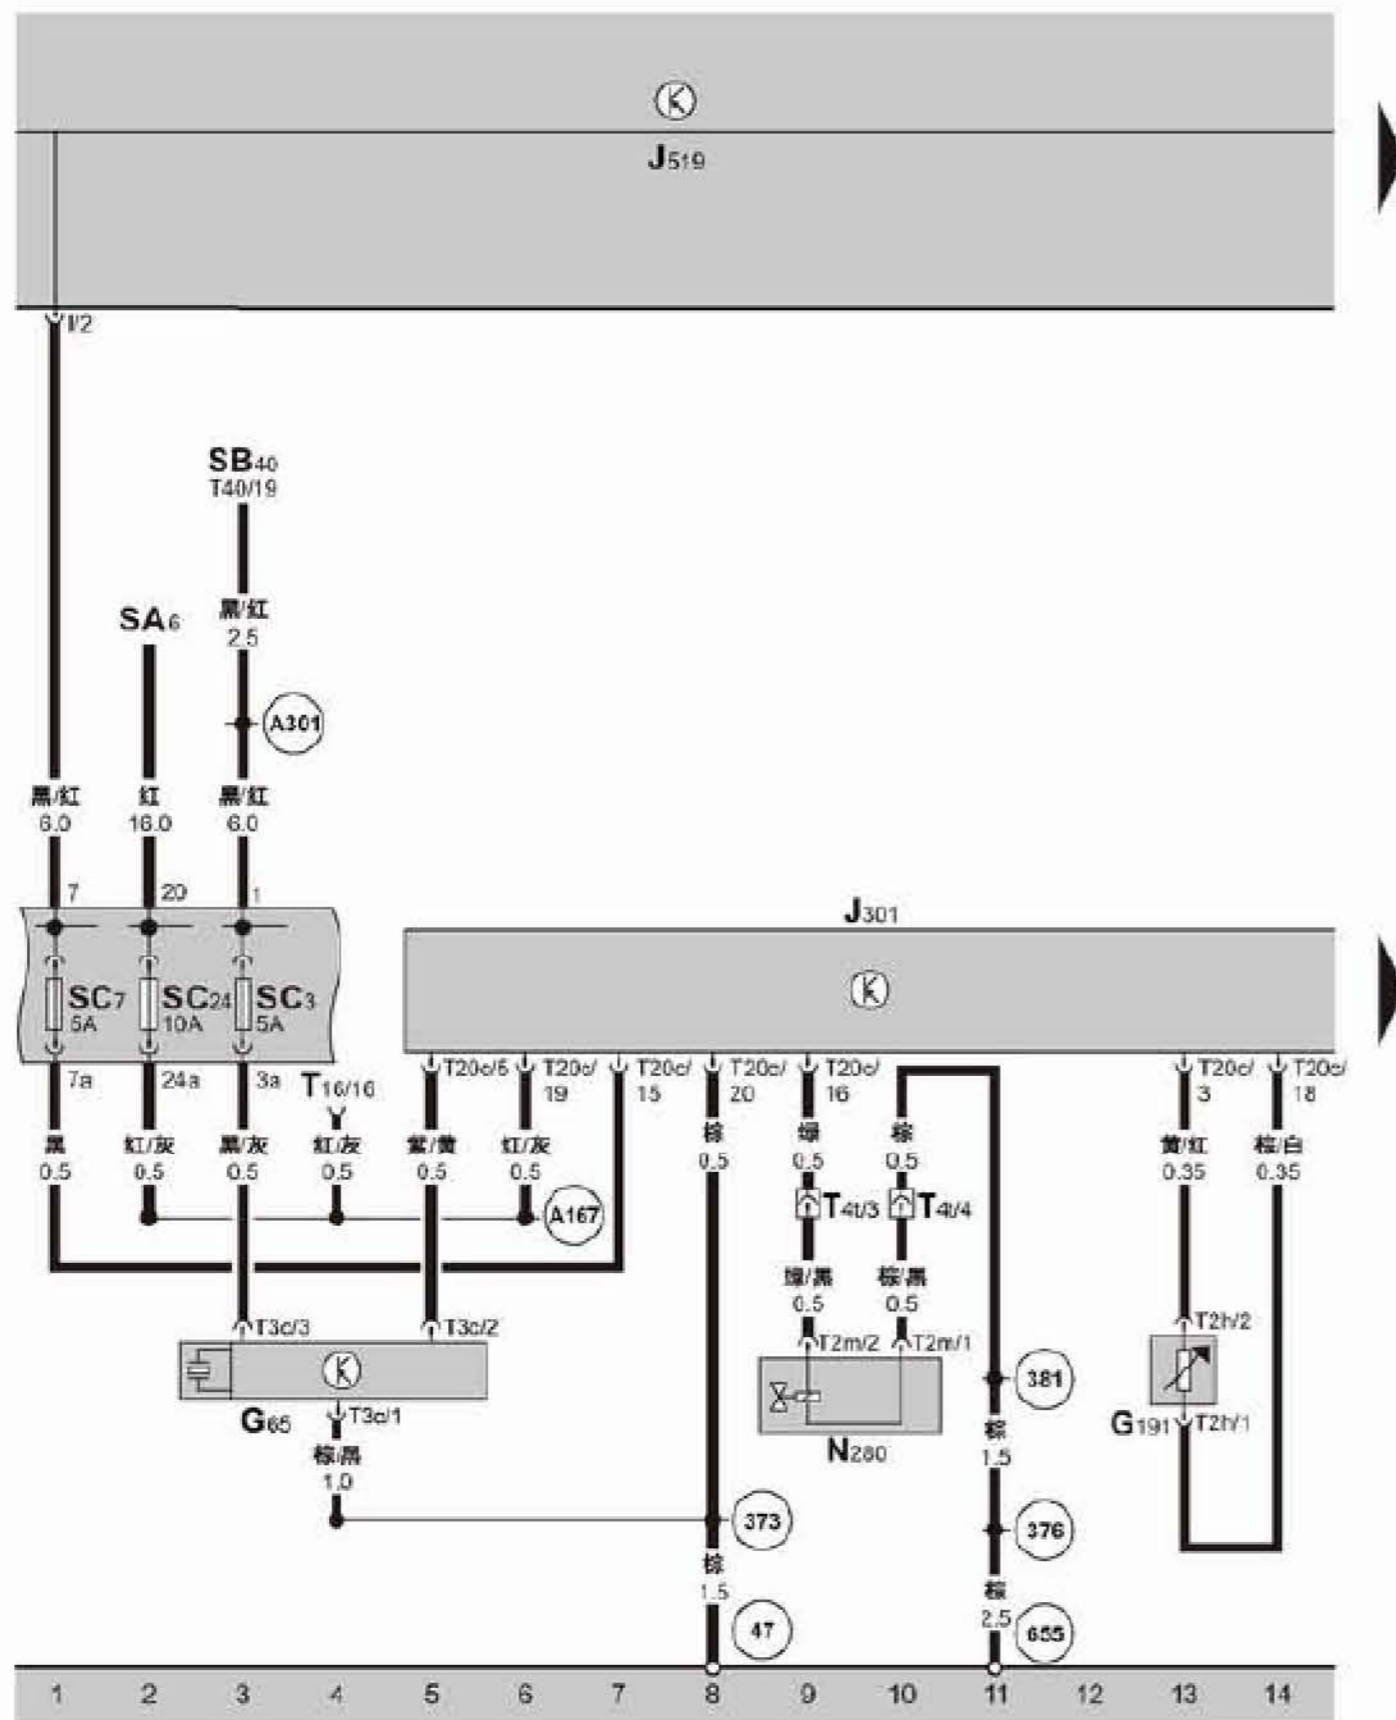 K
J519
I/2
SB40
T40/19
黑/红
2.5
SA6
A301
黑/红
6.0
红
16.0
黑/红
6.0
7
20
1
J301
K
SC7
5A
SC24
10A
SC3
5A
7a
24a
3a
T16/16
T20e/5
T20e/
19
T20e/
15
T20e/
20
T20e/
16
T20e/
3
T20e/
18
黑
0.5
红/灰
0.5
黑/灰
0.5
红/灰
0.5
紫/黄
0.5
红/灰
0.5
棕
0.5
绿
0.5
棕
0.5
黄/红
0.35
棕/白
0.35
A167
T4t/3
T4t/4
绿/黑
0.5
棕/黑
0.5
T3c/3
T3c/2
T2m/2
T2m/1
T2h/2
K
381
G65
T3c/1
N280
G191
T2h/1
棕/黑
1.0
棕
1.5
373
376
棕
1.5
棕
2.5
47
655
1 2 3 4 5 6 7 8 9 10 11 12 13 14